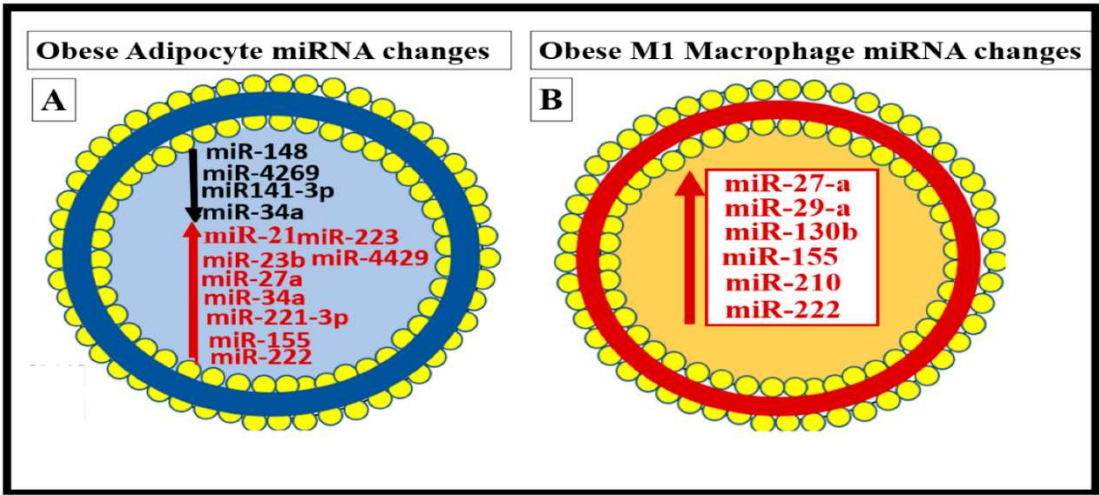 Obese Adipocyte miRNA changes
A
miR-148
miR-4269
miR141-3p
miR-34a
miR-21 miR-223
miR-23b miR-4429
miR-27a
miR-34a
miR-221-3p
miR-155
miR-222
Obese M1 Macrophage miRNA changes
B
miR-27-a
miR-29-a
miR-130b
miR-155
miR-210
miR-222